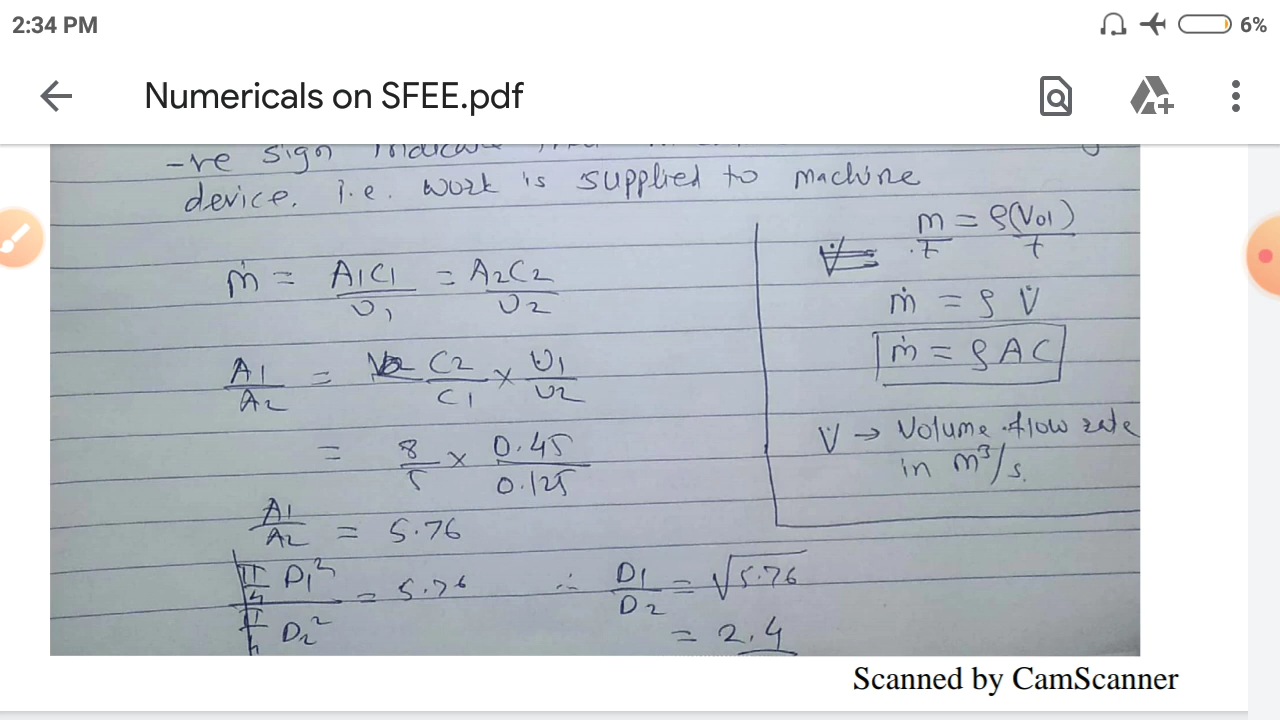 2:34 PM
6%
Numericals on SFEE.pdf
-ve sign
device. i.e. work is supplied to machine
ṁ = A1C1/υ1 = A2C2/υ2
A1/A2 = C2/C1 × υ1/υ2
= 8/5 × 0.45/0.125
A1/A2 = 5.76
π/4 D1²/π/4 D2² = 5.76 ∴ D1/D2 = √5.76
= 2.4
m/t = ρ(Vol)/t
ṁ = ρ V̇
ṁ = ρAC
V̇ → Volume flow rate
in m³/s.
Scanned by CamScanner